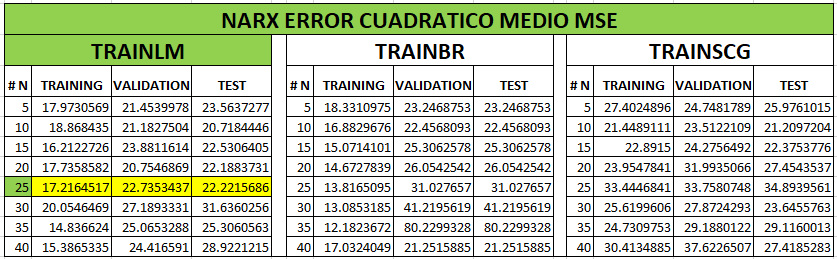 NARX ERROR CUADRATICO MEDIO MSE
TRAINLM TRAINBR TRAINSCG
# N TRAINING VALIDATION TEST # N TRAINING VALIDATION TEST # N TRAINING VALIDATION TEST
5 17.9730569 21.4539978 23.5637277 5 18.3310975 23.2468753 23.2468753 5 27.4024896 24.7481789 25.9761015
10 18.868435 21.1827504 20.7184446 10 16.8829676 22.4568093 22.4568093 10 21.4489111 23.5122109 21.2097204
15 16.2122726 23.8811614 22.5306405 15 15.0714101 25.3062578 25.3062578 15 22.8915 24.2756492 22.3753776
20 17.7358582 20.7546869 22.1883731 20 14.6727839 26.0542542 26.0542542 20 23.9547841 31.9935066 27.4543537
25 17.2164517 22.7353437 22.2215686 25 13.8165095 31.027657 31.027657 25 33.4446841 33.7580748 34.8939561
30 20.0546469 27.1893331 31.6360256 30 13.0853185 41.2195619 41.2195619 30 25.6199606 27.8724293 23.6455763
35 14.836624 25.0653288 25.3060563 35 12.1823672 80.2299328 80.2299328 35 24.7309753 29.1880122 29.1160013
40 15.3865335 24.416591 28.9221215 40 17.0324049 21.2515885 21.2515885 40 30.4134885 37.6226507 27.4185283